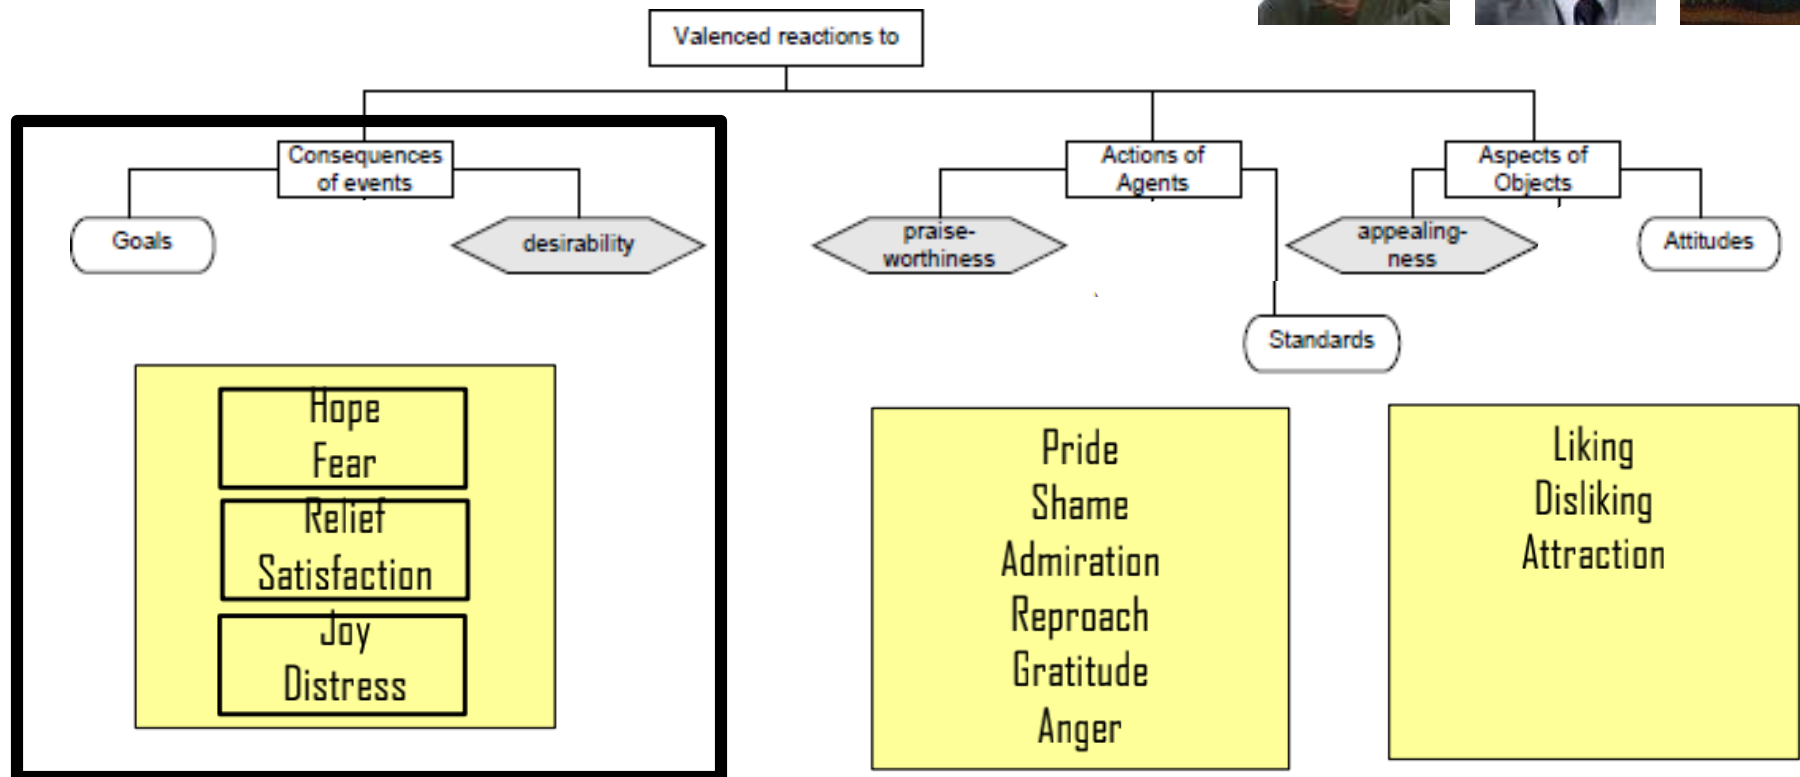 Valenced reactions to
Consequences
of events
Actions of
Agents
Aspects of
Objects
Goals
desirability
praise-
worthiness
appealing-
ness
Attitudes
Standards
Hope
Fear
Relief
Satisfaction
Joy
Distress
Pride
Shame
Admiration
Reproach
Gratitude
Anger
Liking
Disliking
Attraction